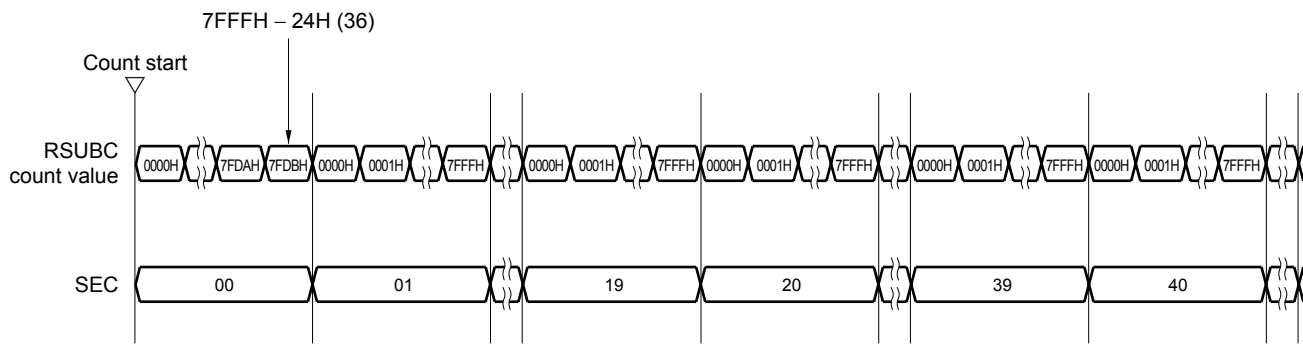 7FFFH − 24H (36)
Count start
RSUBC
count value
0000H 7FDAH 7FDBH 0000H 0001H 7FFFH 0000H 0001H 7FFFH 0000H 0001H 7FFFH 0000H 0001H 7FFFH 0000H 0001H 7FFFH
SEC 00 01 19 20 39 40